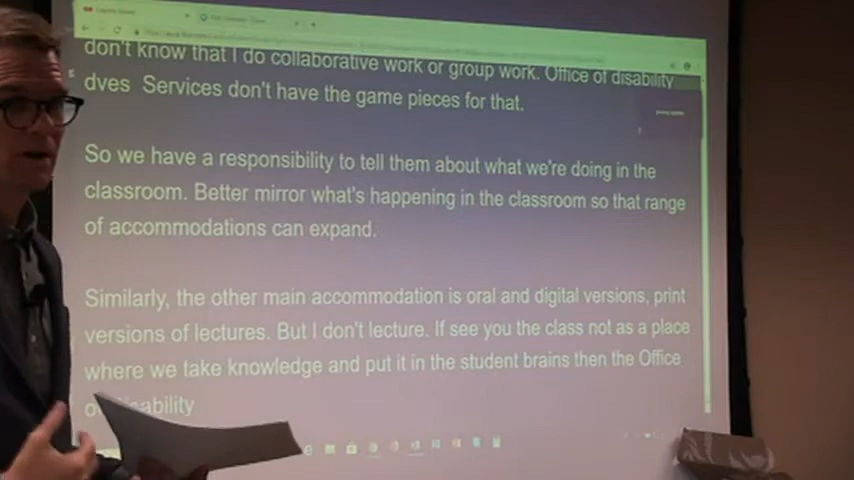 don't know that I do collaborative work or group work. Office of disability
dves Services don't have the game pieces for that.
So we have a responsibility to tell them about what we're doing in the
classroom. Better mirror what's happening in the classroom so that range
of accommodations can expand.
Similarly, the other main accommodation is oral and digital versions, print
versions of lectures. But I don't lecture. If see you the class not as a place
where we take knowledge and put it in the student brains then the Office